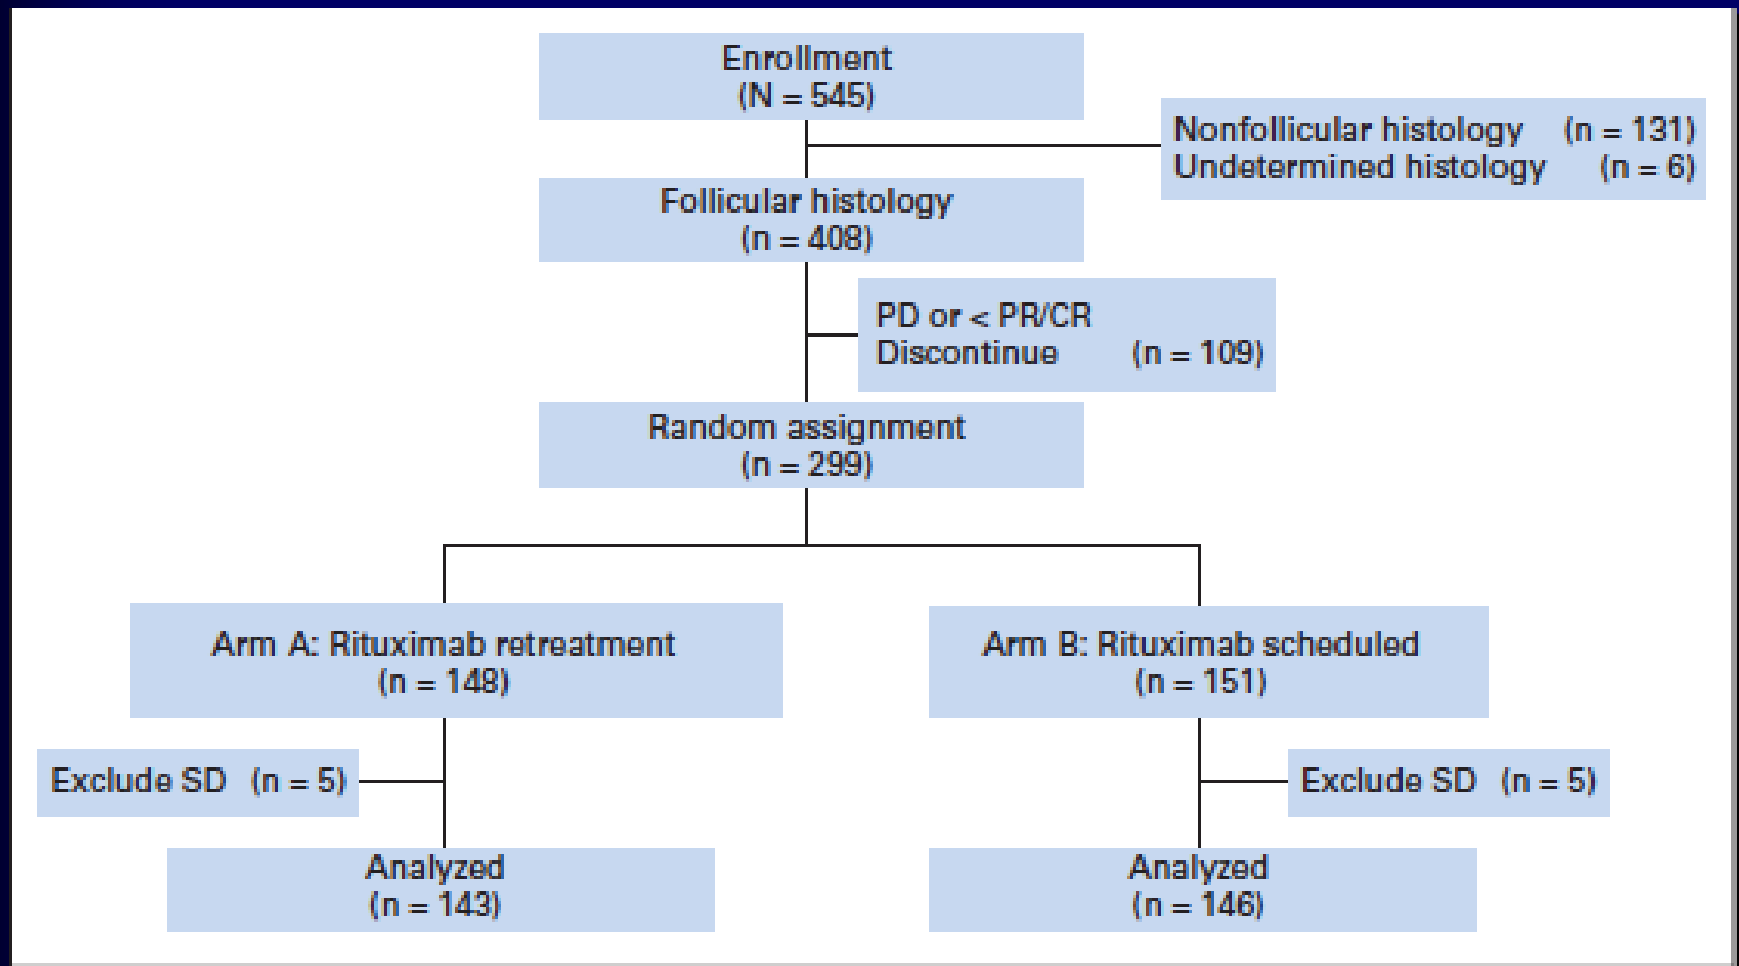 Enrollment
(N = 545)
Nonfollicular histology (n = 131)
Undetermined histology (n = 6)
Follicular histology
(n = 408)
PD or < PR/CR
Discontinue (n = 109)
Random assignment
(n = 299)
Arm A: Rituximab retreatment
(n = 148)
Arm B: Rituximab scheduled
(n = 151)
Exclude SD (n = 5)
Exclude SD (n = 5)
Analyzed
(n = 143)
Analyzed
(n = 146)